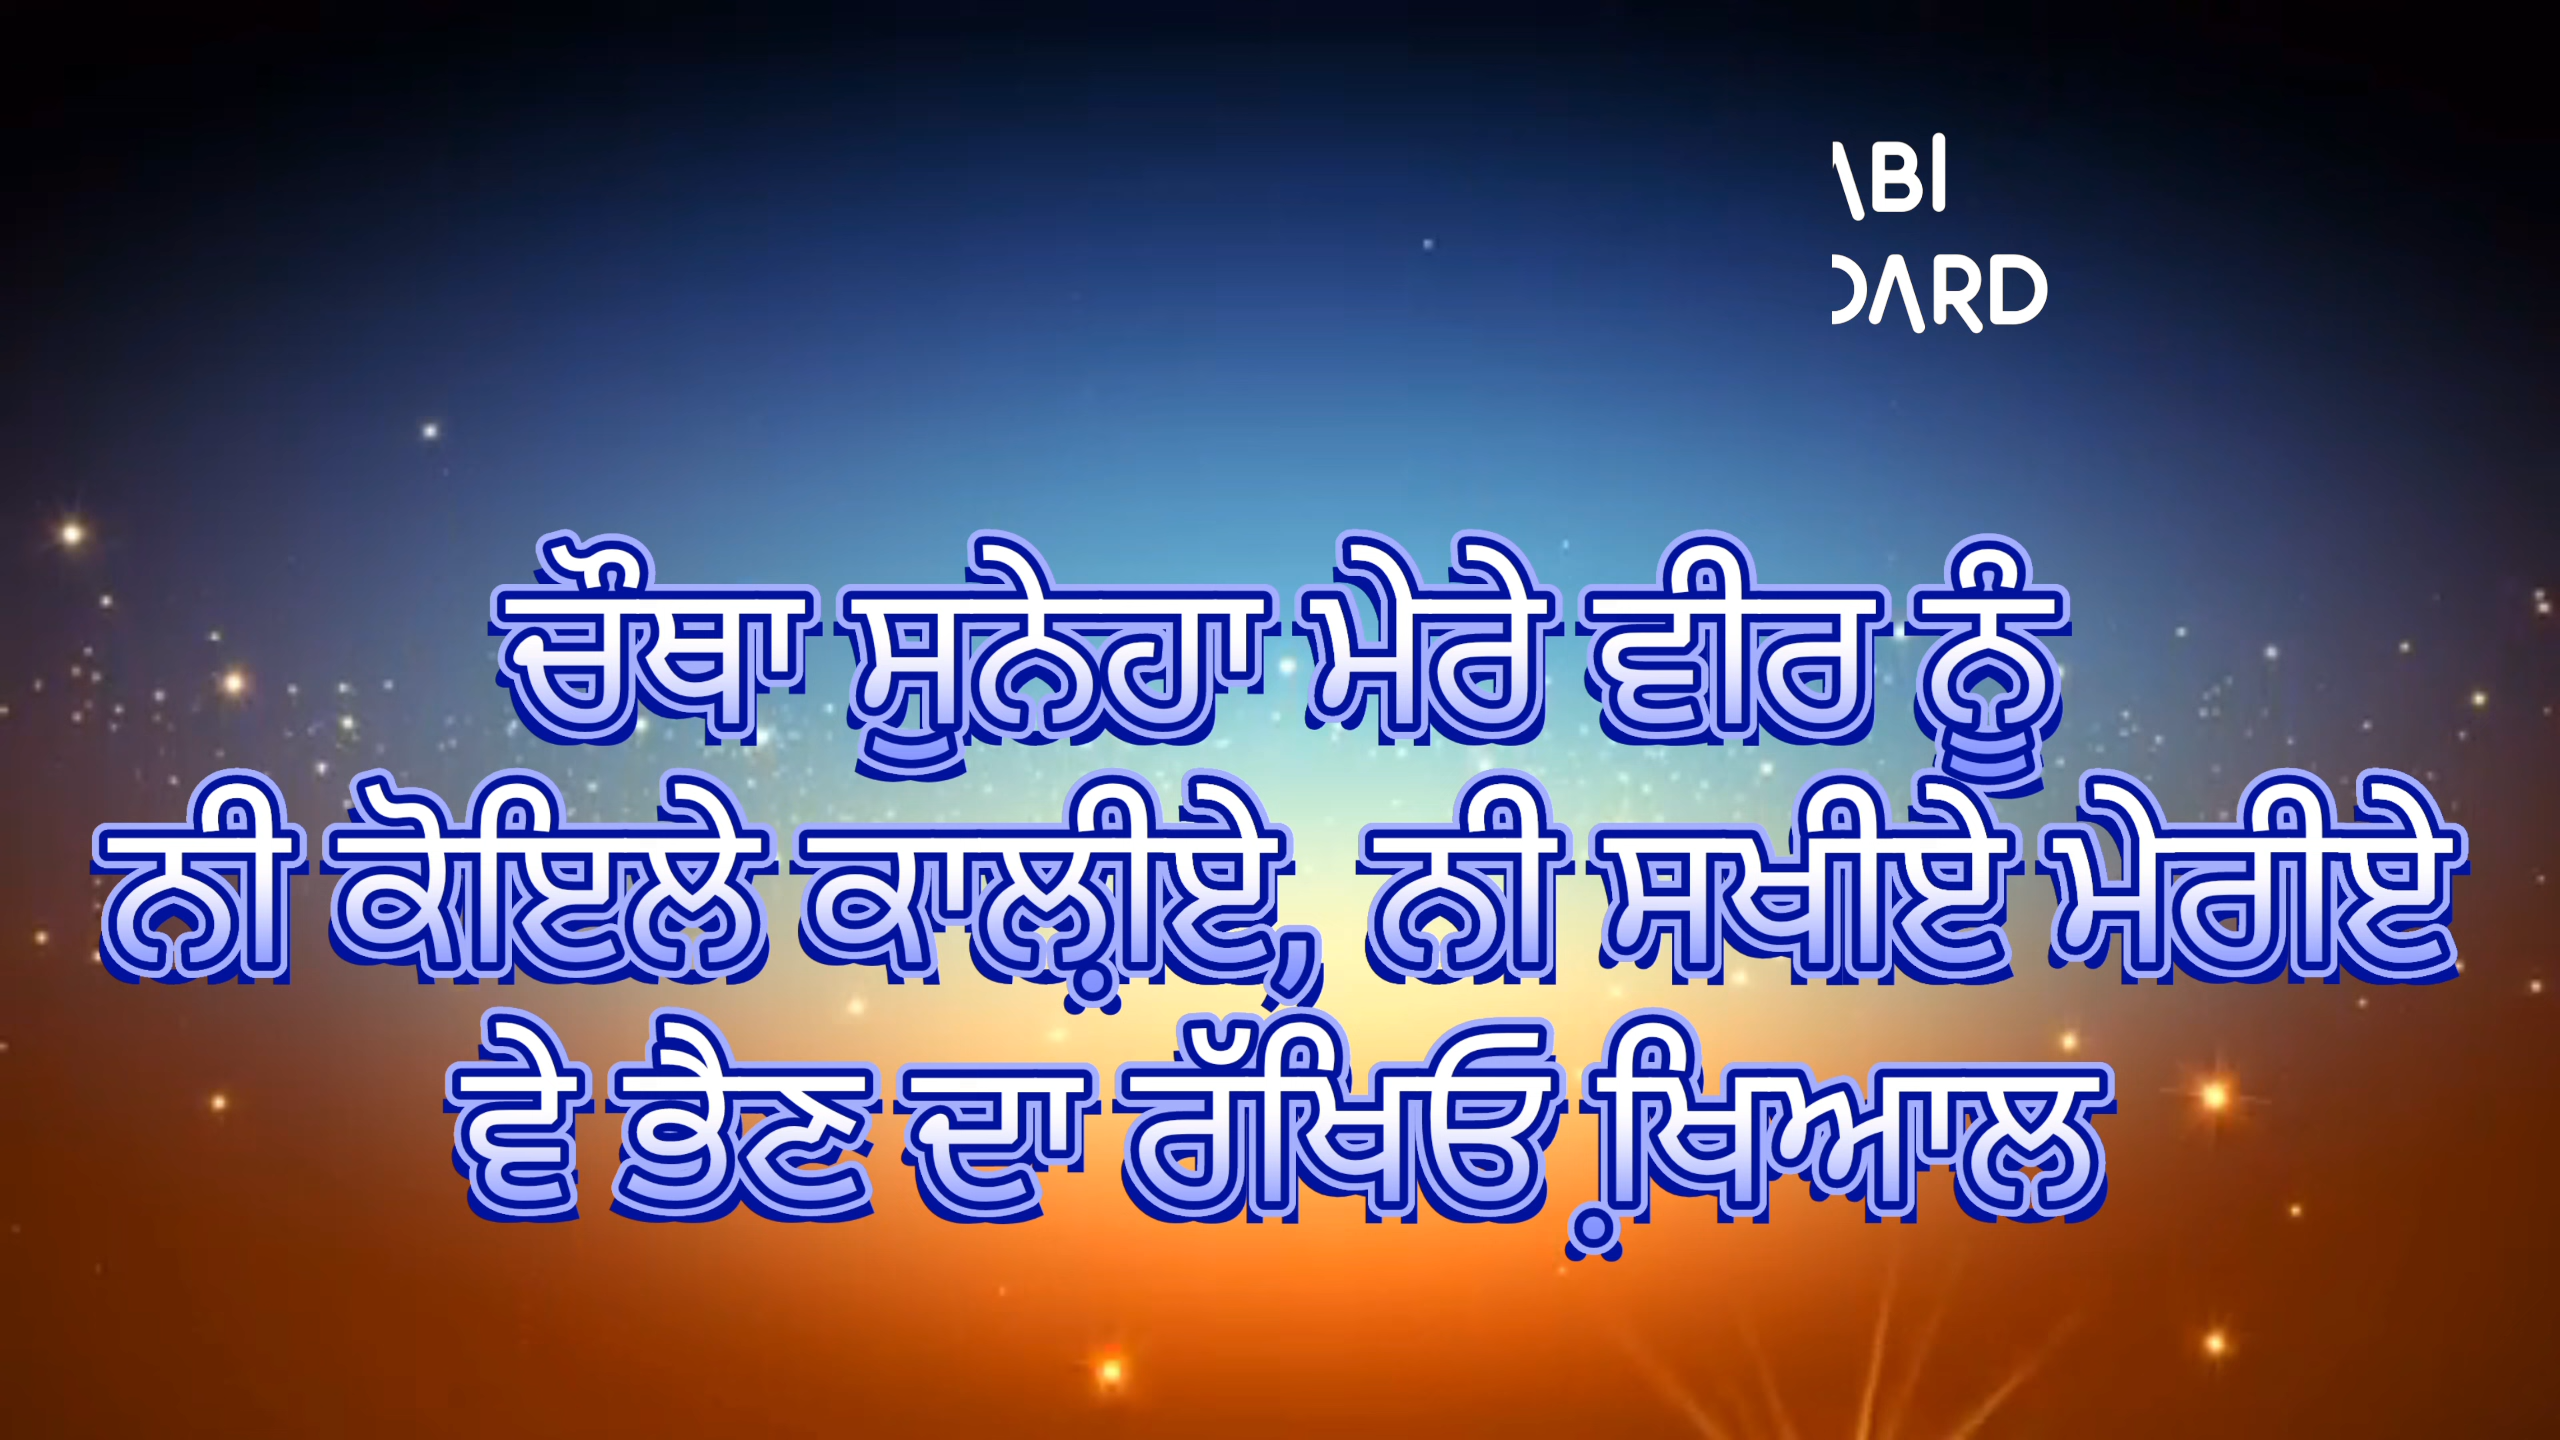 ਚੌਥਾ ਸੁਨੇਹਾ ਮੇਰੇ ਵੀਰ ਨੂੰ
ਨੀ ਕੋਇਲੇ ਕਾਲ਼ੀਏ, ਨੀ ਸਖੀਏ ਮੇਰੀਏ
ਵੇ ਭੈਣ ਦਾ ਰੱਖਿਓ ਖ਼ਿਆਲ